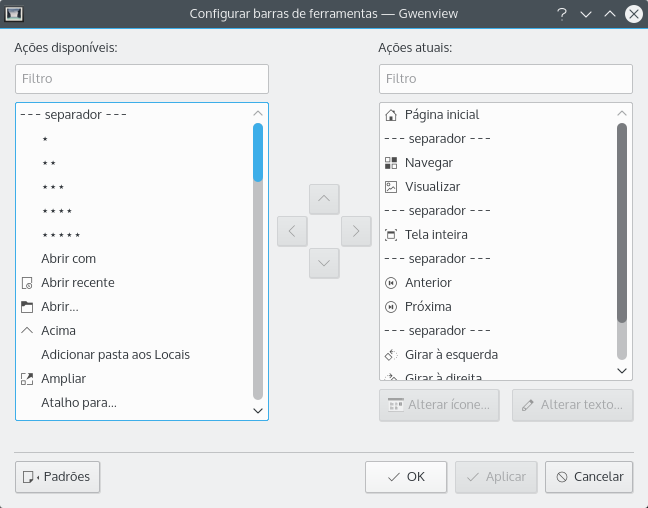 Configurar barras de ferramentas — Gwenview
Ações disponíveis:
Filtro
--- separador ---
*
**
***
****
*****
Abrir com
Abrir recente
Abrir...
Acima
Adicionar pasta aos Locais
Ampliar
Atalho para...
Ações atuais:
Filtro
Página inicial
--- separador ---
Navegar
Visualizar
--- separador ---
Tela inteira
--- separador ---
Anterior
Próxima
--- separador ---
Girar à esquerda
Girar à direita
Alterar ícone...
Alterar texto...
Padrões
OK
Aplicar
Cancelar